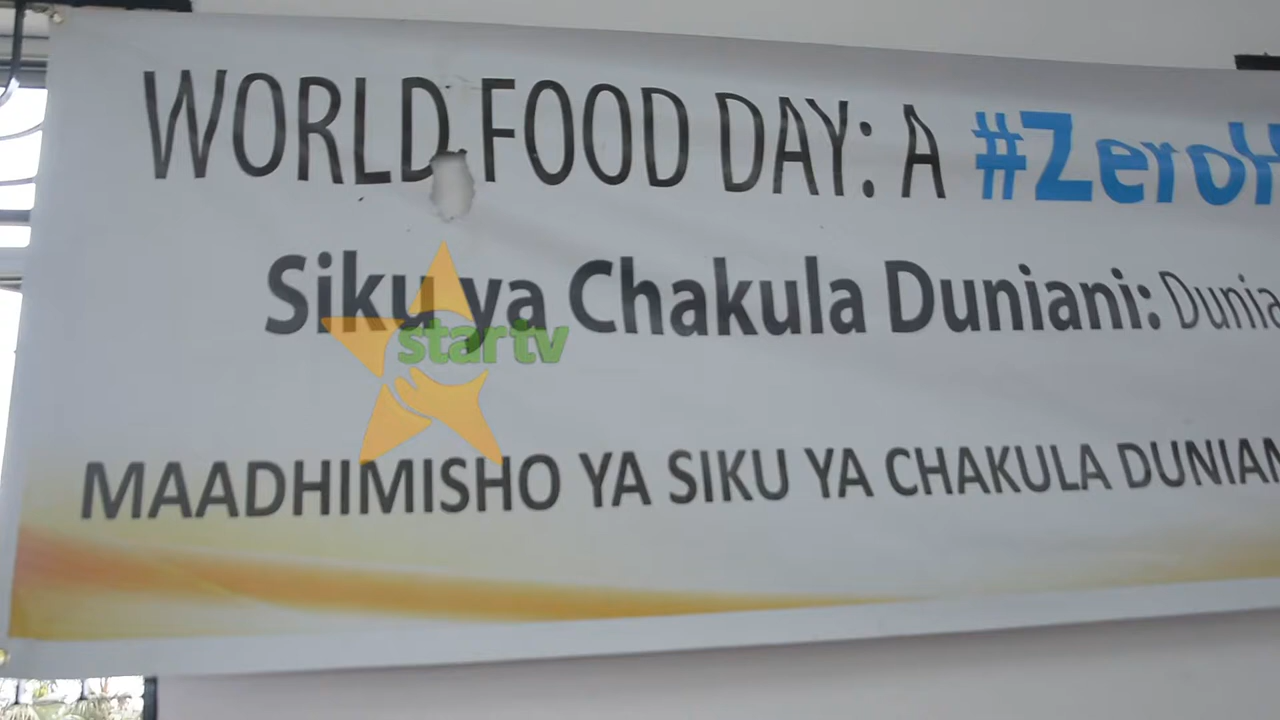 WORLD FOOD DAY: A #ZeroH
Siku ya Chakula Duniani: Dunia
startv
MAADHIMISHO YA SIKU YA CHAKULA DUNIAN